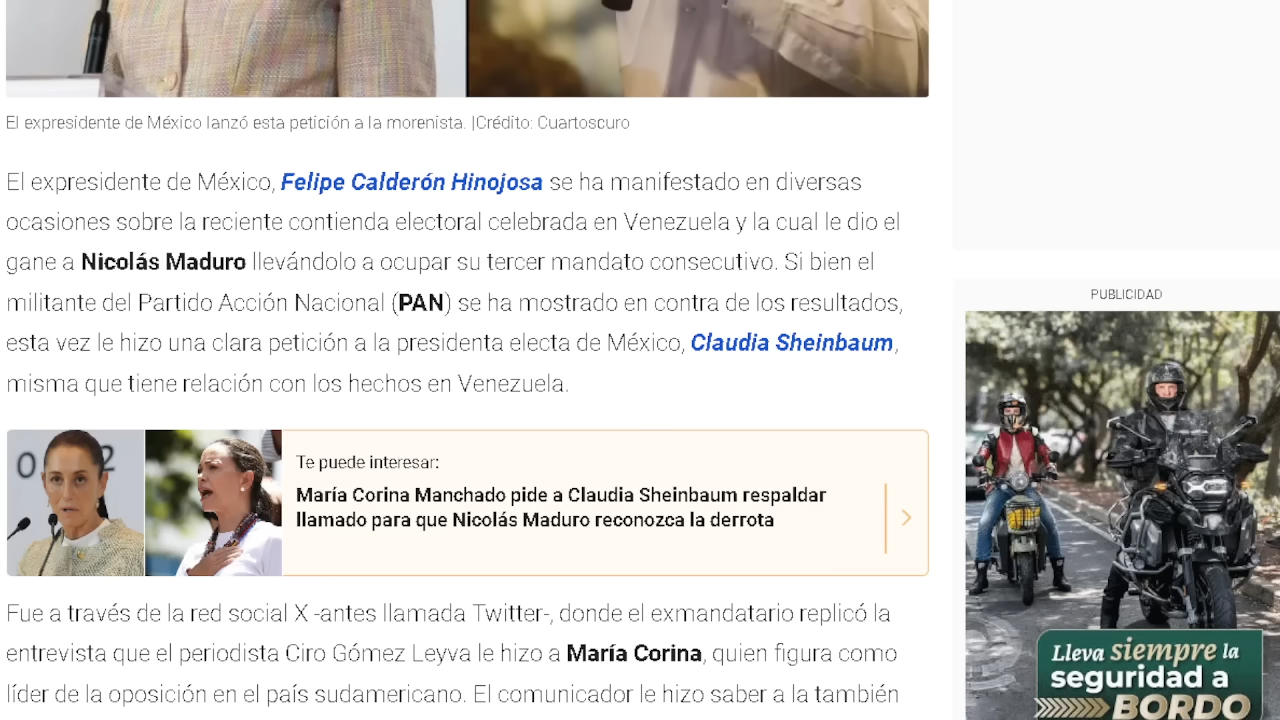 El expresidente de México lanzó esta petición a la morenista. |Crédito: Cuartoscuro
El expresidente de México, Felipe Calderón Hinojosa se ha manifestado en diversas
ocasiones sobre la reciente contienda electoral celebrada en Venezuela y la cual le dio el
gane a Nicolás Maduro llevándolo a ocupar su tercer mandato consecutivo. Si bien el
militante del Partido Acción Nacional (PAN) se ha mostrado en contra de los resultados,
esta vez le hizo una clara petición a la presidenta electa de México, Claudia Sheinbaum,
misma que tiene relación con los hechos en Venezuela.
Te puede interesar:
María Corina Manchado pide a Claudia Sheinbaum respaldar
llamado para que Nicolás Maduro reconozca la derrota
Fue a través de la red social X -antes llamada Twitter-, donde el exmandatario replicó la
entrevista que el periodista Ciro Gómez Leyva le hizo a María Corina, quien figura como
líder de la oposición en el país sudamericano. El comunicador le hizo saber a la también
PUBLICIDAD
Lleva siempre la
seguridad a
BORDO